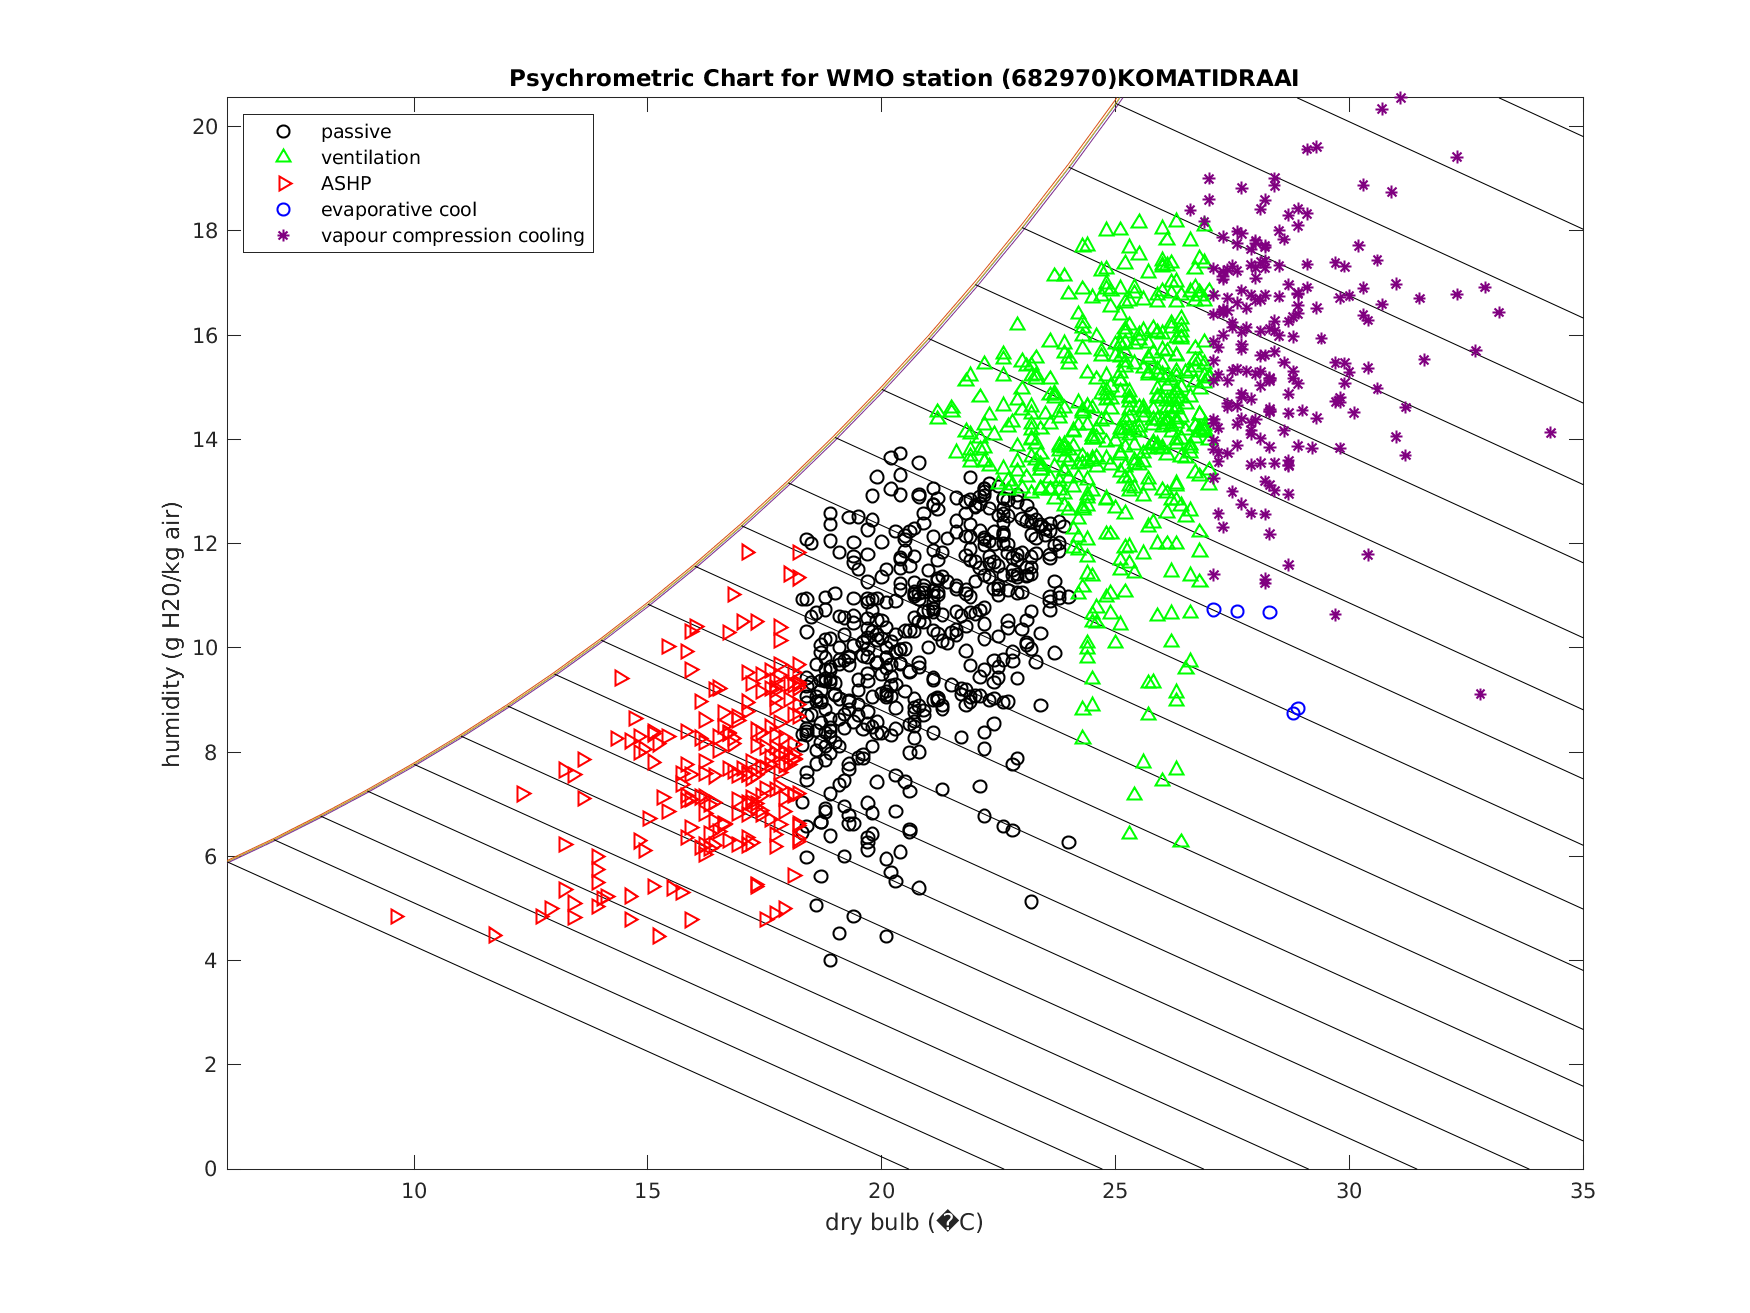 Psychrometric Chart for WMO station (682970)KOMATIDRAAI
passive
ventilation
ASHP
evaporative cool
vapour compression cooling
humidity (g H20/kg air)
20
18
16
14
12
10
8
6
4
2
0
10 15 20 25 30 35
dry bulb (�C)